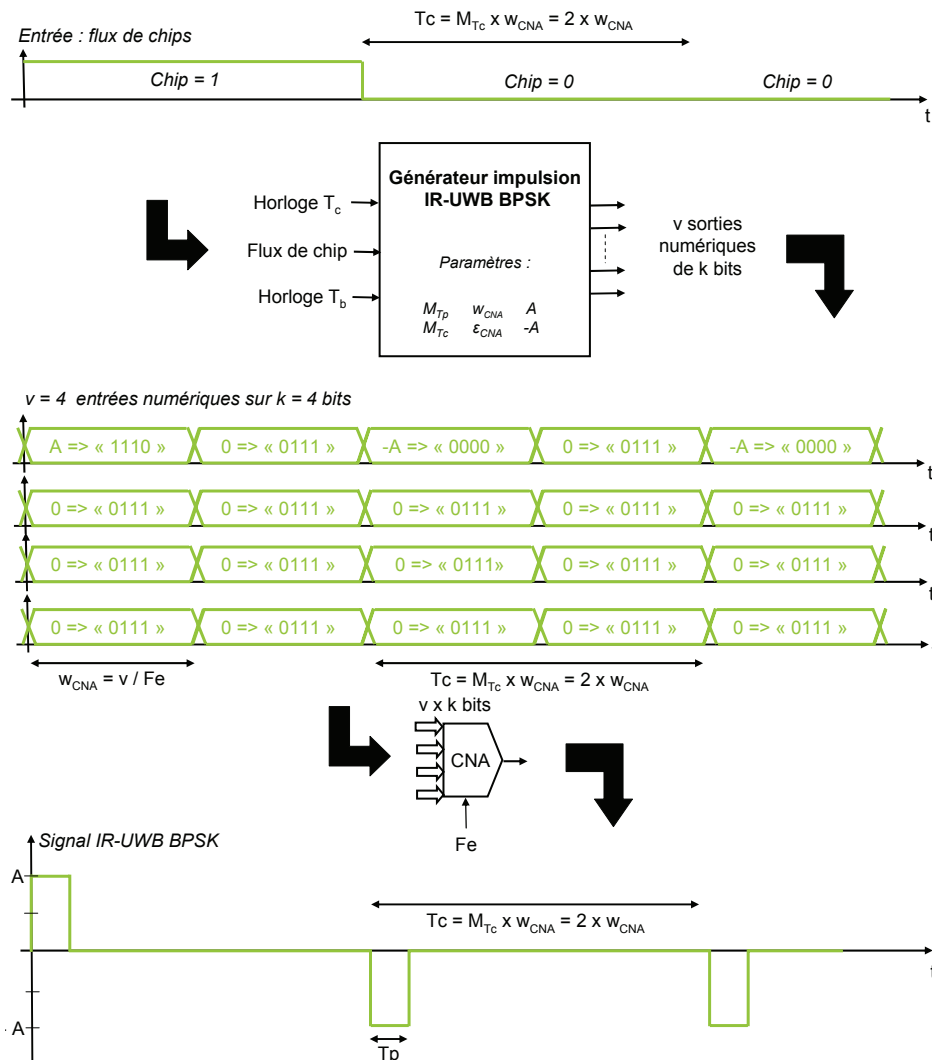 Tc = M_Tc x w_CNA = 2 x w_CNA
Entrée : flux de chips
Chip = 1
Chip = 0
Chip = 0
t
Générateur impulsion
IR-UWB BPSK
Horloge T_c
Flux de chip
Horloge T_b
Paramètres :
M_Tp w_CNA A
M_Tc ε_CNA -A
v sorties
numériques
de k bits
v = 4 entrées numériques sur k = 4 bits
A => « 1110 » 0 => « 0111 » -A => « 0000 » 0 => « 0111 » -A => « 0000 »
t
0 => « 0111 » 0 => « 0111 » 0 => « 0111 » 0 => « 0111 » 0 => « 0111 »
t
0 => « 0111 » 0 => « 0111 » 0 => « 0111» 0 => « 0111 » 0 => « 0111 »
t
0 => « 0111 » 0 => « 0111 » 0 => « 0111 » 0 => « 0111 » 0 => « 0111 »
t
w_CNA = v / Fe
Tc = M_Tc x w_CNA = 2 x w_CNA
v x k bits
CNA
Fe
Signal IR-UWB BPSK
A
Tc = M_Tc x w_CNA = 2 x w_CNA
t
-A
Tp